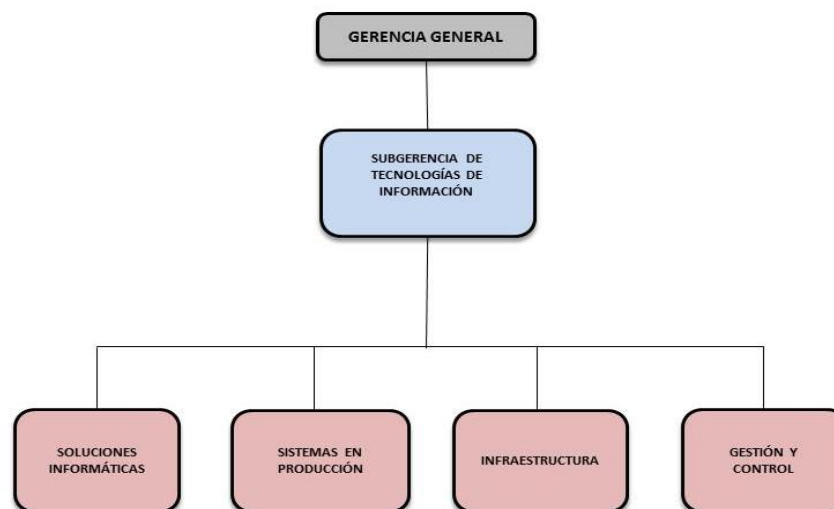 GERENCIA GENERAL
SUBGERENCIA DE
TECNOLOGÍAS DE
INFORMACIÓN
SOLUCIONES
INFORMÁTICAS
SISTEMAS EN
PRODUCCIÓN
INFRAESTRUCTURA
GESTIÓN Y
CONTROL